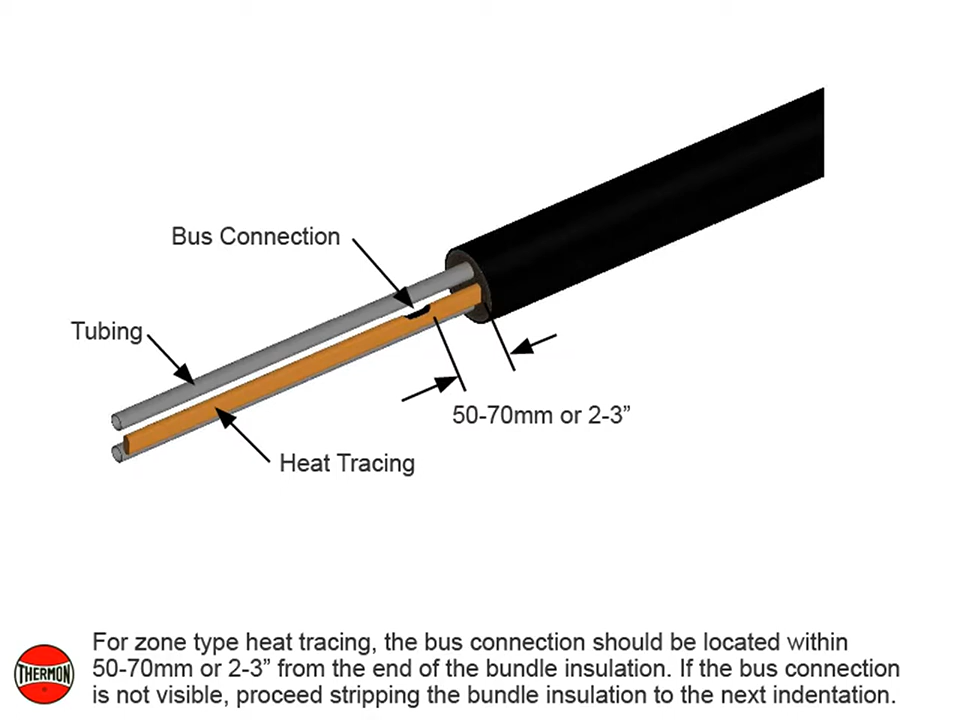 Bus Connection
Tubing
50-70mm or 2-3”
Heat Tracing
For zone type heat tracing, the bus connection should be located within
50-70mm or 2-3” from the end of the bundle insulation. If the bus connection
is not visible, proceed stripping the bundle insulation to the next indentation.
THERMON